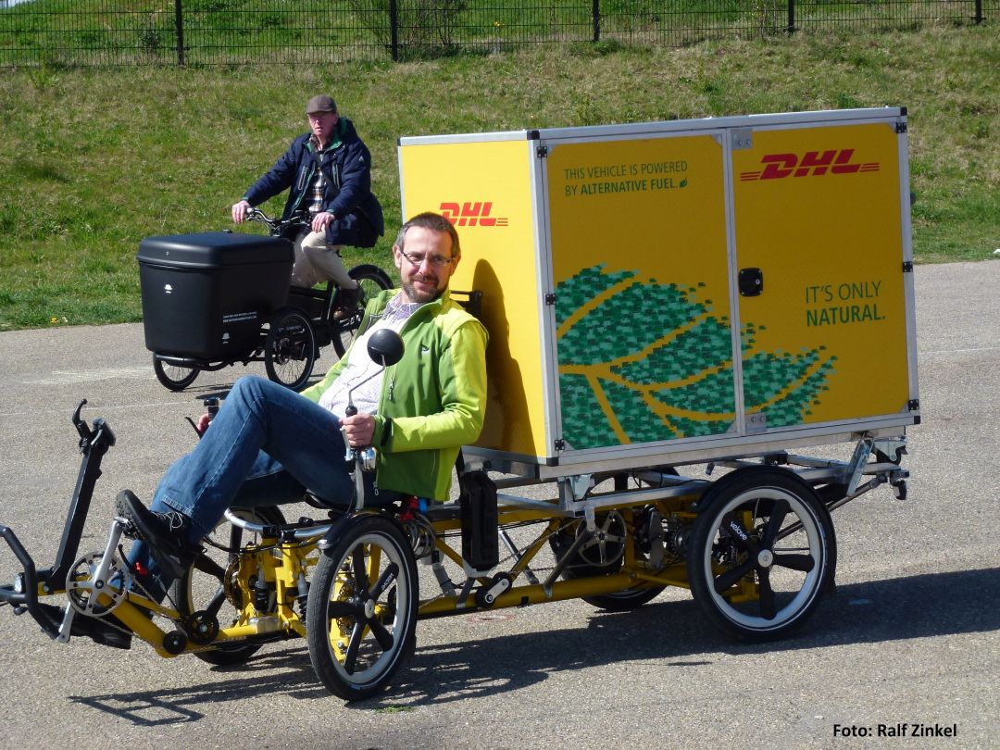 THIS VEHICLE IS POWERED
BY ALTERNATIVE FUEL.
DHL
DHL
IT'S ONLY
NATURAL.
velove
Foto: Ralf Zinkel